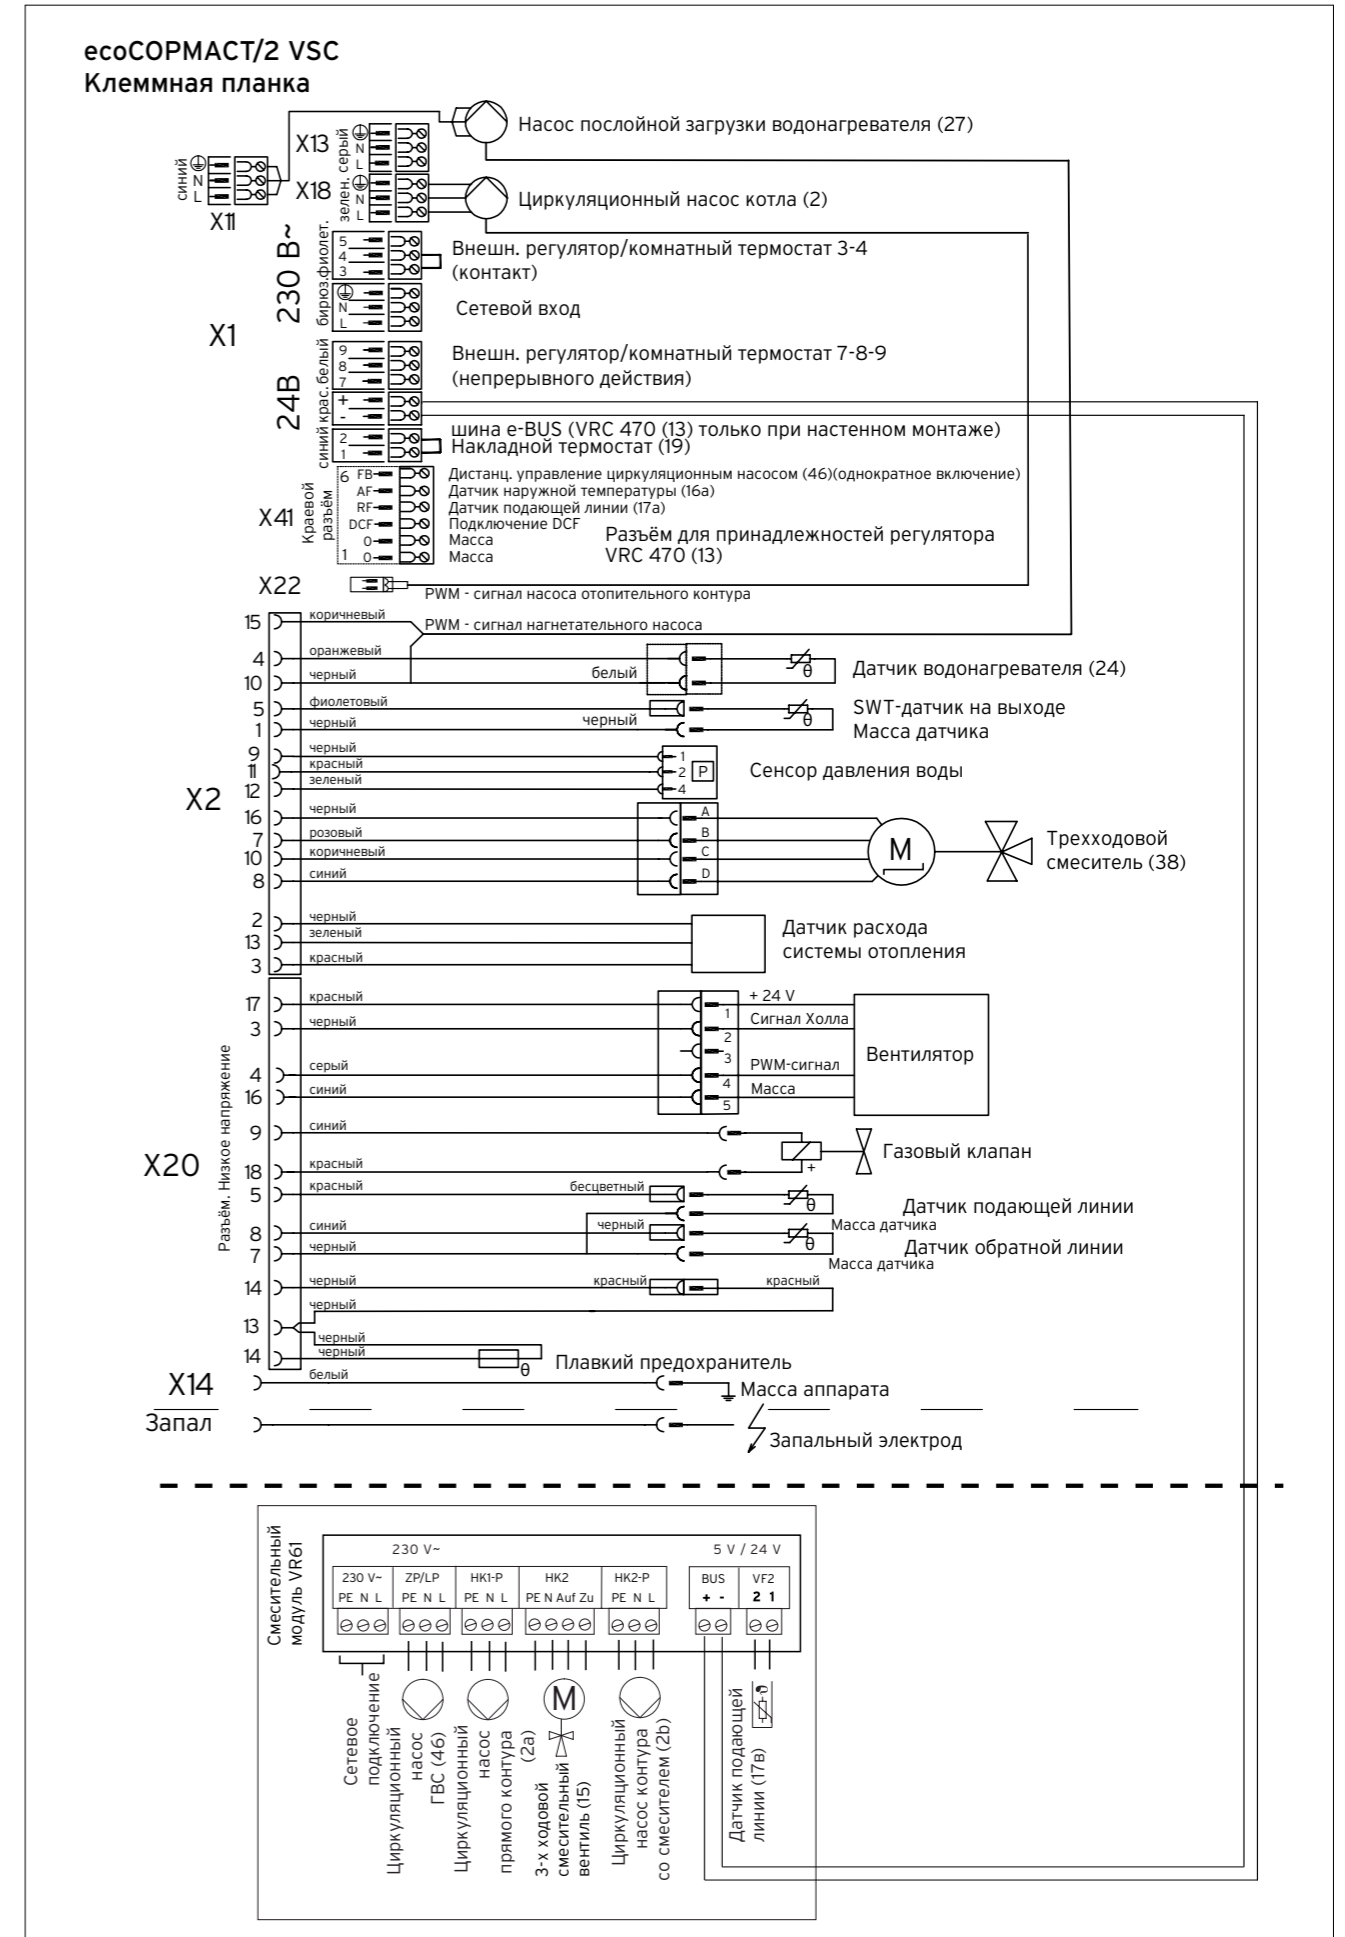 ecoCOPMACT/2 VSC
Клеммная планка
Насос послойной загрузки водонагревателя (27)
X13
серый
N
L
синий
N
L
X11
X18
зелен.
N
L
Циркуляционный насос котла (2)
X1
230 В~
фиолет.
5
4
3
Внешн. регулятор/комнатный термостат 3-4
(контакт)
бирюз.
N
L
Сетевой вход
24В
белый
9
8
7
Внешн. регулятор/комнатный термостат 7-8-9
(непрерывного действия)
крас.
+
-
шина e-BUS (VRC 470 (13) только при настенном монтаже)
синий
2
1
Накладной термостат (19)
X41
Краевой
разъём
6 FB
AF
RF
DCF
0
1 0
Дистанц. управление циркуляционным насосом (46)(однократное включение)
Датчик наружной температуры (16а)
Датчик подающей линии (17а)
Подключение DCF
Масса
Масса
Разъём для принадлежностей регулятора
VRC 470 (13)
X22
PWM - сигнал насоса отопительного контура
X2
15 коричневый
PWM - сигнал нагнетательного насоса
4 оранжевый
10 черный белый
θ
Датчик водонагревателя (24)
5 фиолетовый
1 черный черный
θ
SWT-датчик на выходе
Масса датчика
9 черный 1
11 красный 2 P
12 зеленый 4
Сенсор давления воды
16 черный A
7 розовый B
10 коричневый C
8 синий D
M
Трехходовой
смеситель (38)
2 черный
13 зеленый
3 красный
Датчик расхода
системы отопления
X20
Разъём. Низкое напряжение
17 красный 1 + 24 V
3 черный 2 Сигнал Холла
3
4 серый 4 PWM-сигнал
16 синий 5 Масса
Вентилятор
9 синий
18 красный
+
Газовый клапан
5 красный бесцветный
θ
Датчик подающей линии
Масса датчика
8 синий черный
7 черный
θ
Датчик обратной линии
Масса датчика
14 черный красный красный
черный
13
черный
14 черный
θ
Плавкий предохранитель
X14 белый
Масса аппарата
Запал
Запальный электрод
Смесительный
модуль VR61
230 V~ 5 V / 24 V
230 V~ ZP/LP HK1-P HK2 HK2-P BUS VF2
PE N L PE N L PE N L PE N Auf Zu PE N L + - 2 1
M
Сетевое
подключение
Циркуляционный
насос
ГВС (46)
Циркуляционный
насос
прямого контура
(2а)
3-х ходовой
смесительный
вентиль (15)
Циркуляционный
насос контура
со смесителем (2b)
Датчик подающей
линии (17в)